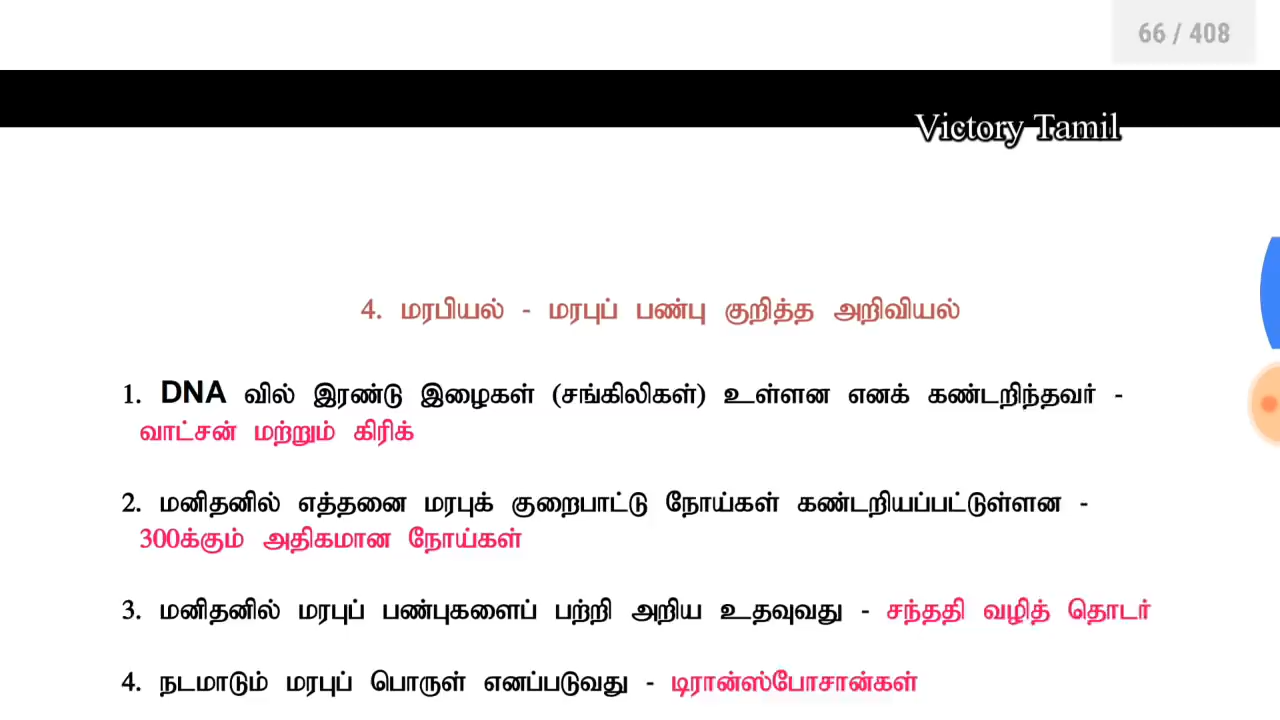 66 / 408
Victory Tamil
4. மரபியல் - மரபுப் பண்பு குறித்த அறிவியல்
1. DNA வில் இரண்டு இழைகள் (சங்கிலிகள்) உள்ளன எனக் கண்டறிந்தவர் -
வாட்சன் மற்றும் கிரிக்
2. மனிதனில் எத்தனை மரபுக் குறைபாட்டு நோய்கள் கண்டறியப்பட்டுள்ளன -
300க்கும் அதிகமான நோய்கள்
3. மனிதனில் மரபுப் பண்புகளைப் பற்றி அறிய உதவுவது - சந்ததி வழித் தொடர்
4. நடமாடும் மரபுப் பொருள் எனப்படுவது - டிரான்ஸ்போசான்கள்